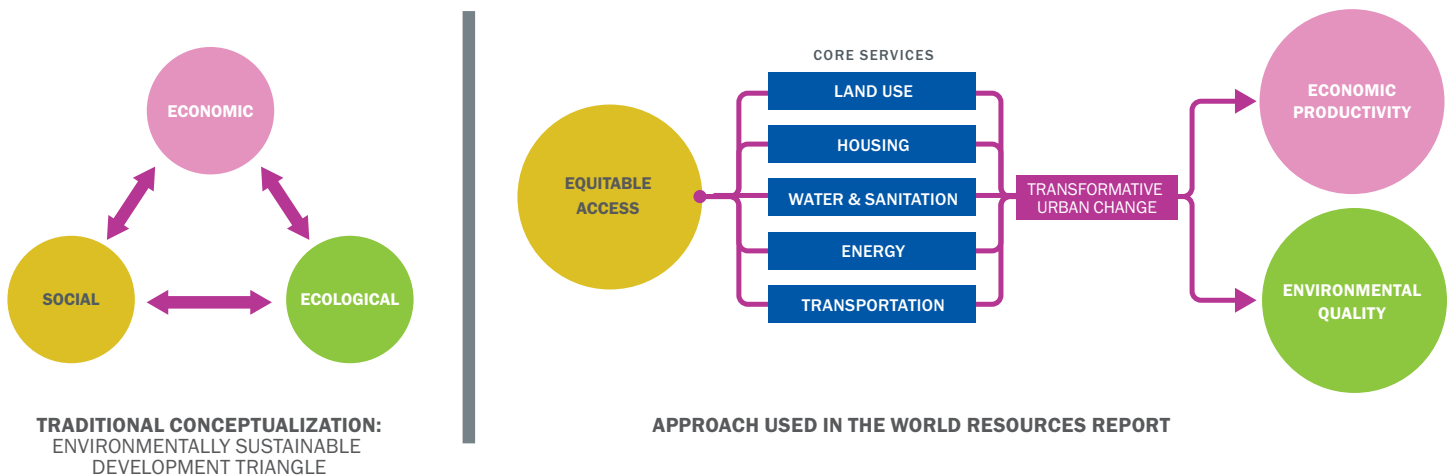 ECONOMIC
SOCIAL
ECOLOGICAL
TRADITIONAL CONCEPTUALIZATION:
ENVIRONMENTALLY SUSTAINABLE
DEVELOPMENT TRIANGLE
EQUITABLE
ACCESS
CORE SERVICES
LAND USE
HOUSING
WATER & SANITATION
ENERGY
TRANSPORTATION
TRANSFORMATIVE
URBAN CHANGE
ECONOMIC
PRODUCTIVITY
ENVIRONMENTAL
QUALITY
APPROACH USED IN THE WORLD RESOURCES REPORT